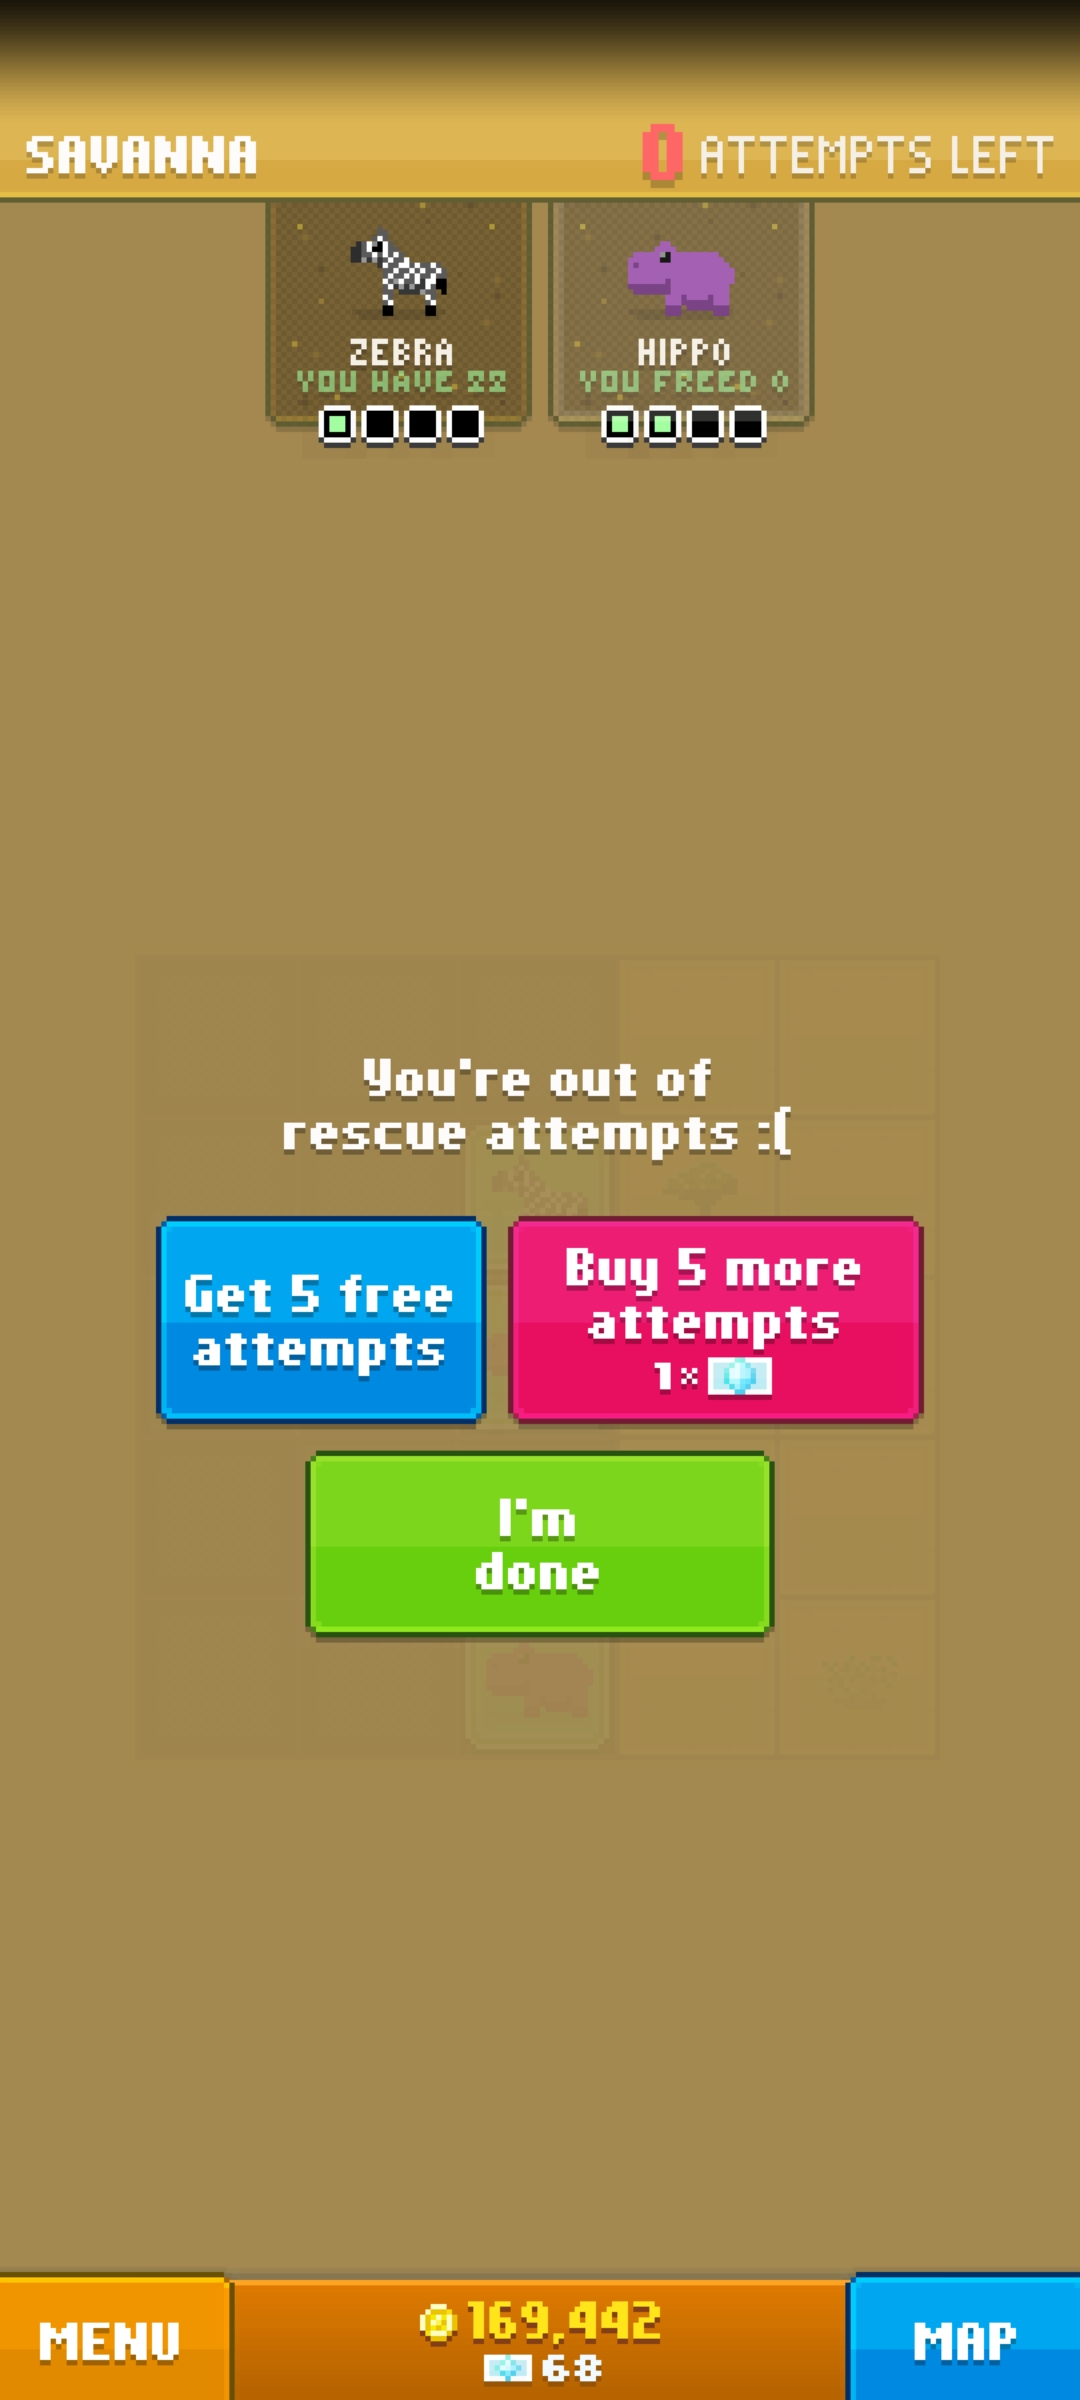 SAVANNA
0 ATTEMPTS LEFT
ZEBRA
YOU HAVE 22
HIPPO
YOU FREED 0
You're out of
rescue attempts :(
Get 5 free
attempts
Buy 5 more
attempts
1×
I'm
done
MENU
169,442
68
MAP